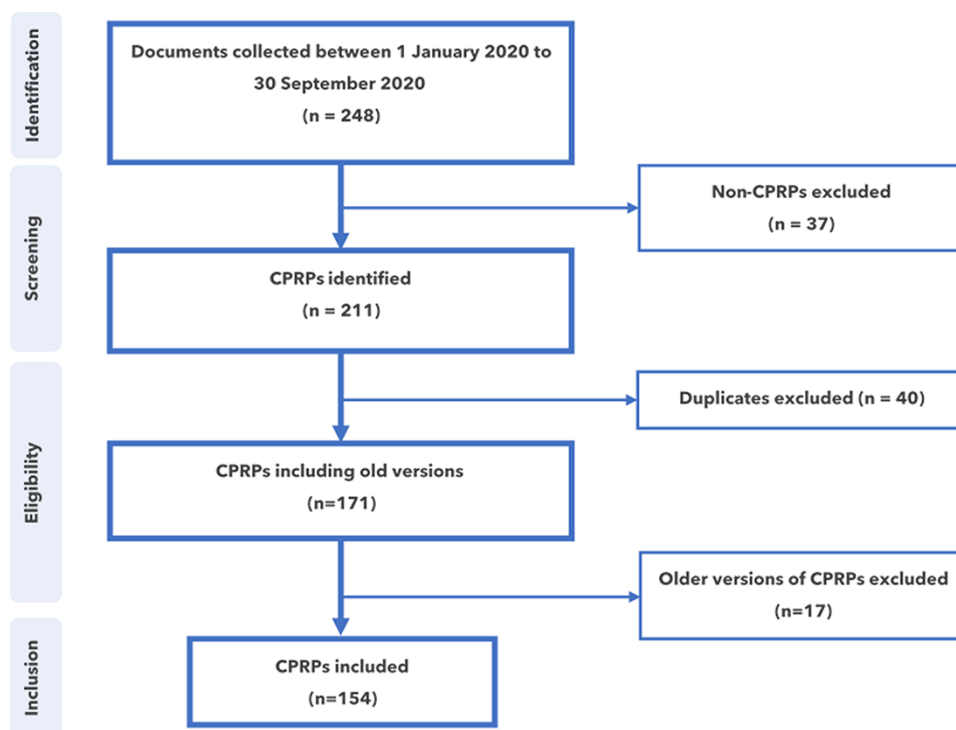 Identification
Documents collected between 1 January 2020 to
30 September 2020
(n = 248)
Screening
Non-CPRPs excluded
(n = 37)
CPRPs identified
(n = 211)
Eligibility
Duplicates excluded (n = 40)
CPRPs including old versions
(n=171)
Older versions of CPRPs excluded
(n=17)
Inclusion
CPRPs included
(n=154)